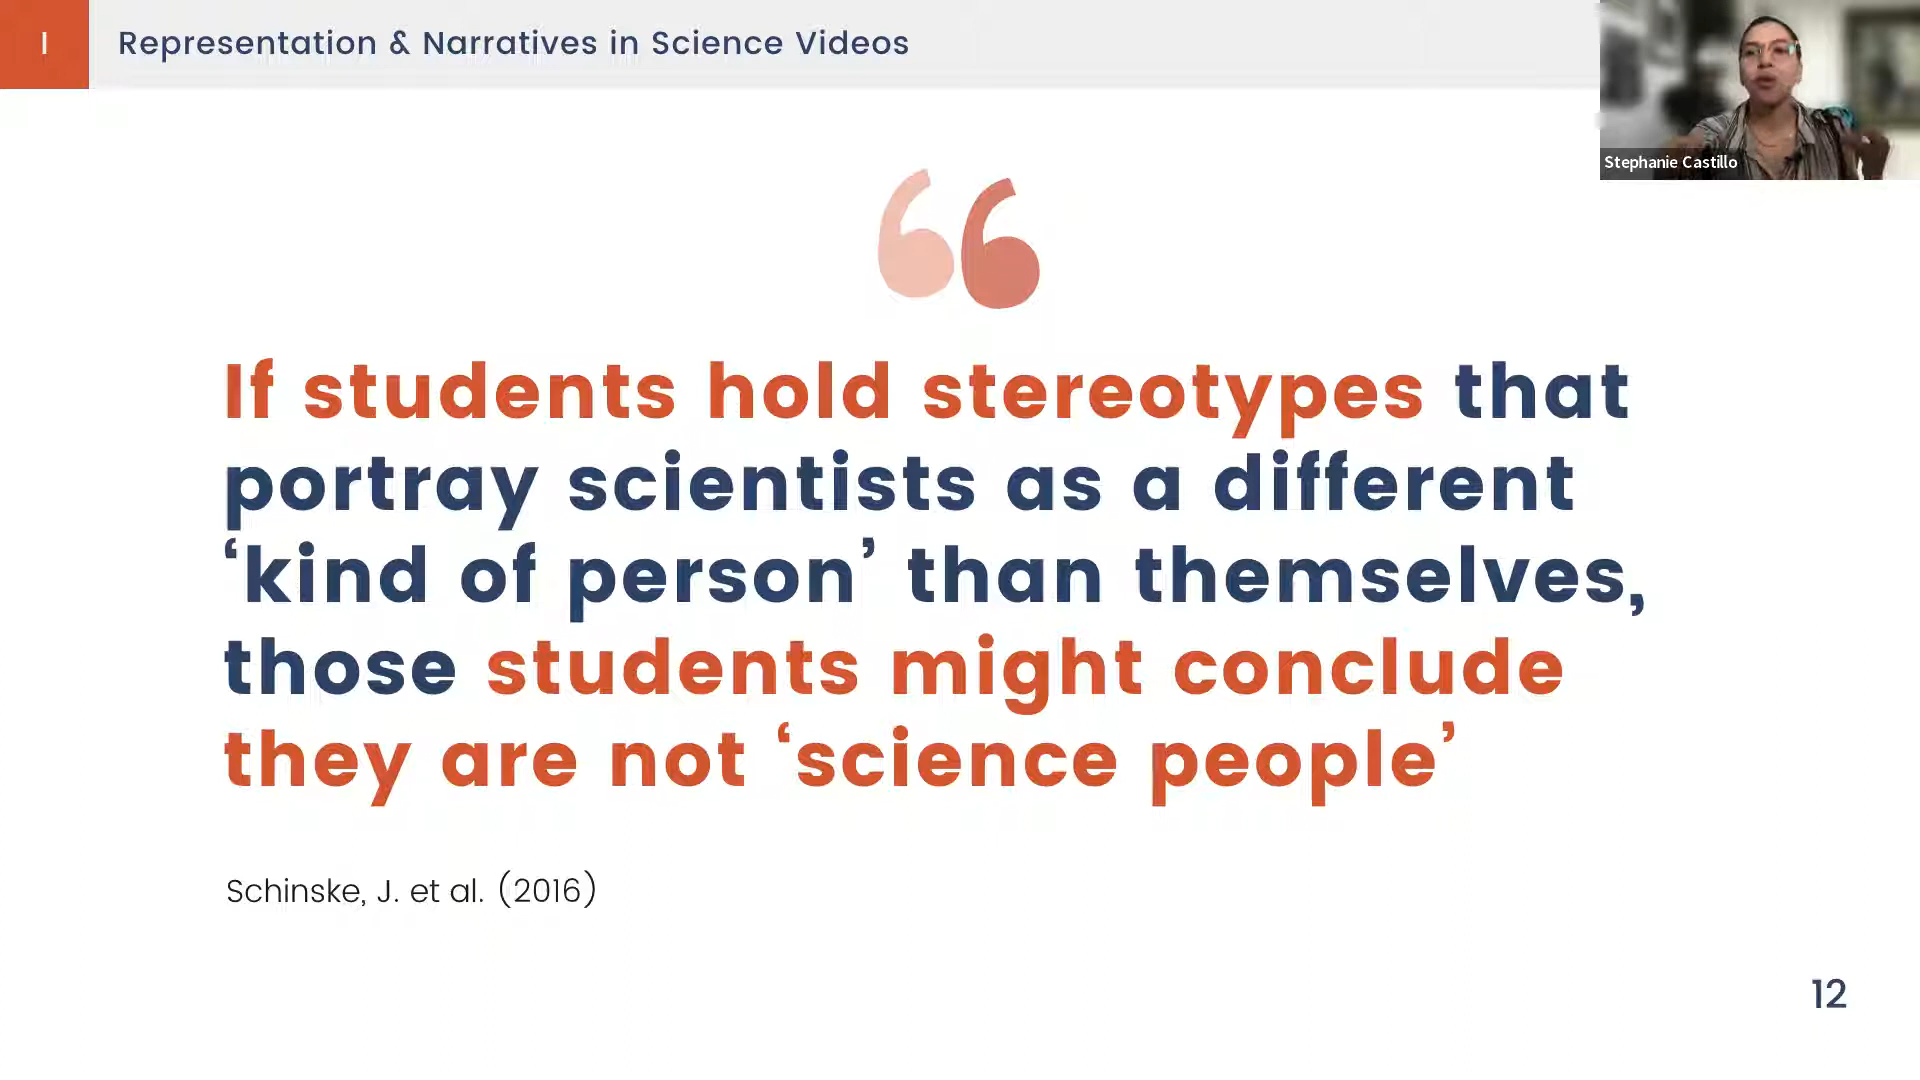 I
Representation & Narratives in Science Videos
Stephanie Castillo
“
If students hold stereotypes that
portray scientists as a different
‘kind of person’ than themselves,
those students might conclude
they are not ‘science people’
Schinske, J. et al. (2016)
12